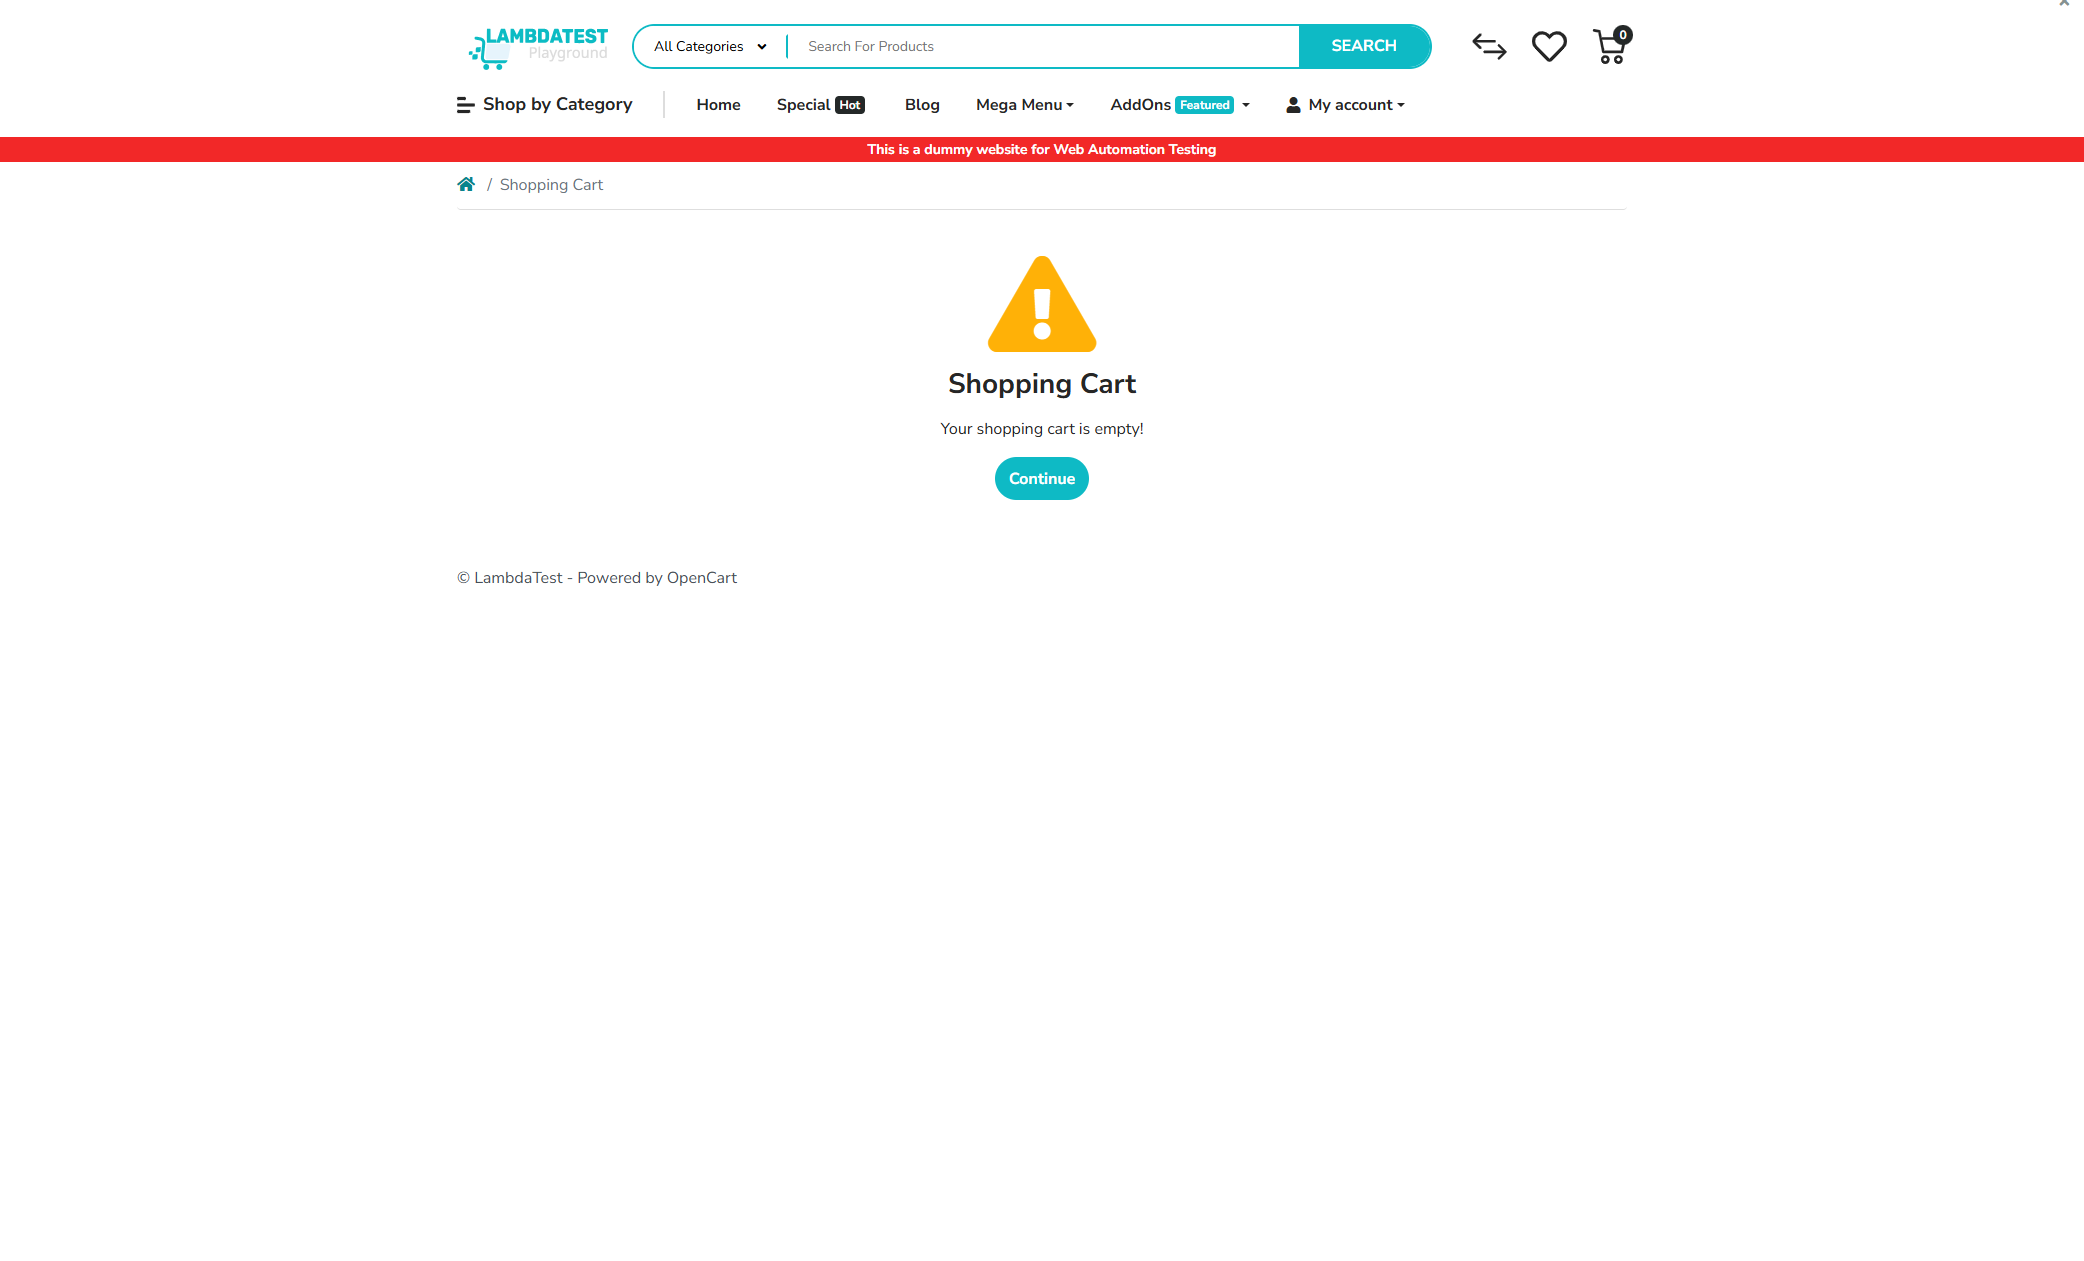 LAMBDATEST
Playground
All Categories
Search For Products
SEARCH
0
Shop by Category
Home
Special Hot
Blog
Mega Menu
AddOns Featured
My account
This is a dummy website for Web Automation Testing
/ Shopping Cart
Shopping Cart
Your shopping cart is empty!
Continue
© LambdaTest - Powered by OpenCart